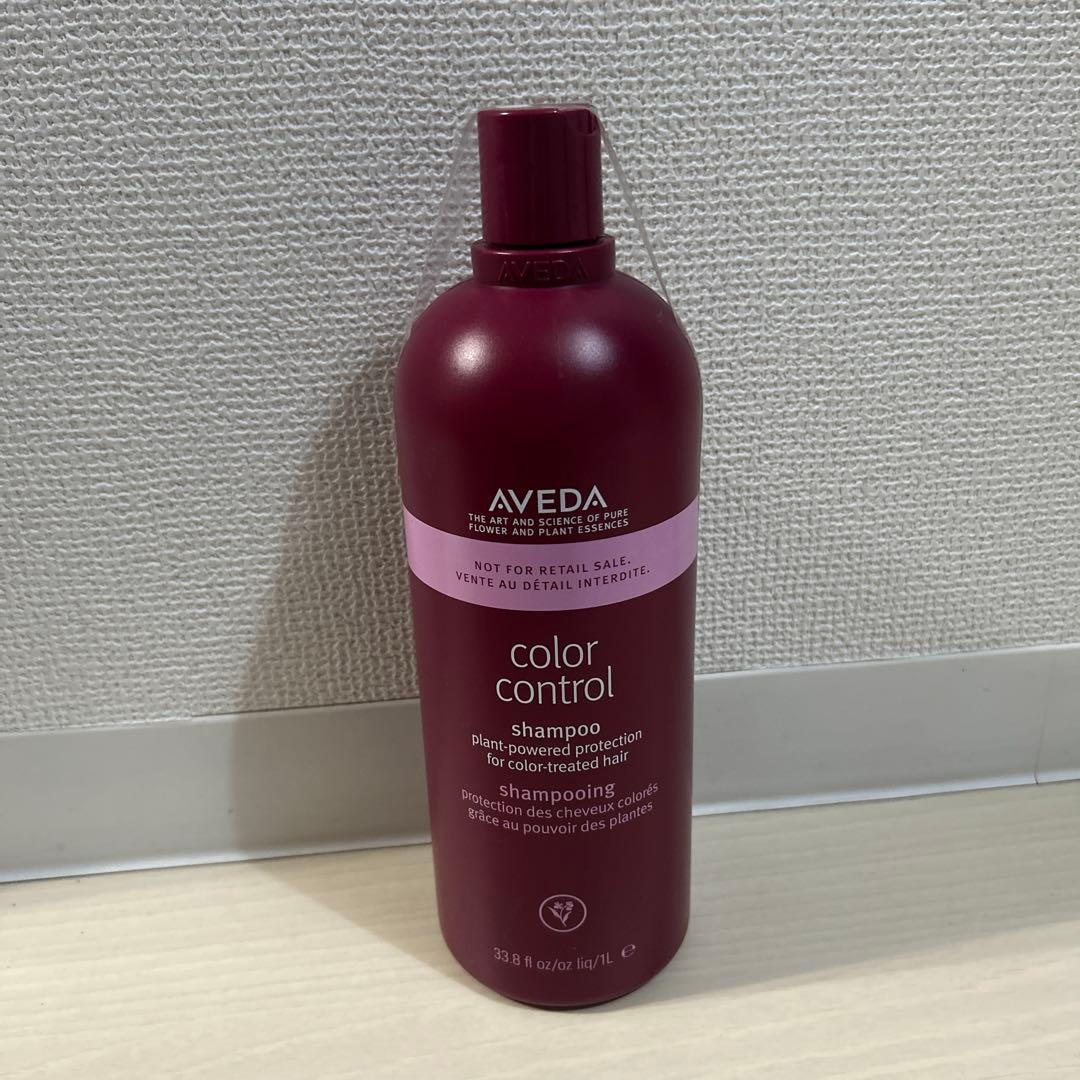 AVEDA
AVEDA
THE ART AND SCIENCE OF PURE
FLOWER AND PLANT ESSENCES
NOT FOR RETAIL SALE.
VENTE AU DÉTAIL INTERDITE.
color
control
shampoo
plant-powered protection
for color-treated hair
shampooing
protection des cheveux colorés
grâce au pouvoir des plantes
33.8 fl oz/oz liq/1L ℮